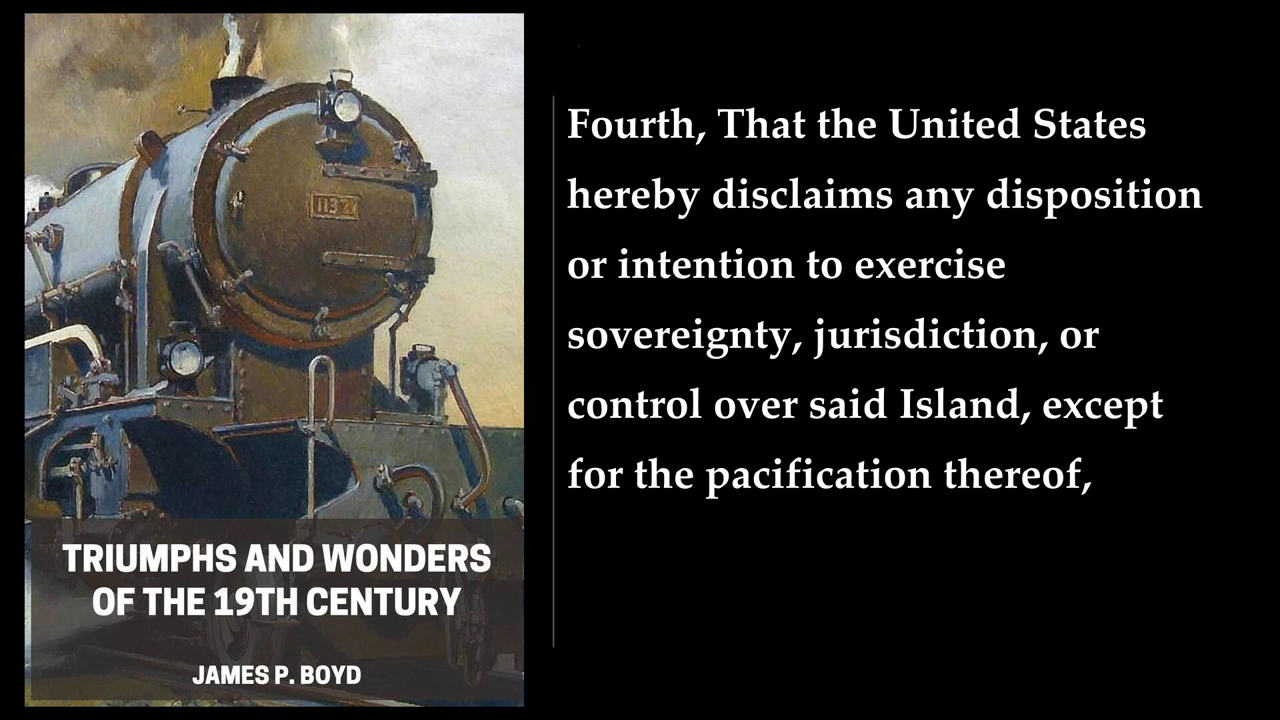 Fourth, That the United States
hereby disclaims any disposition
or intention to exercise
sovereignty, jurisdiction, or
control over said Island, except
for the pacification thereof,
TRIUMPHS AND WONDERS
OF THE 19TH CENTURY
JAMES P. BOYD